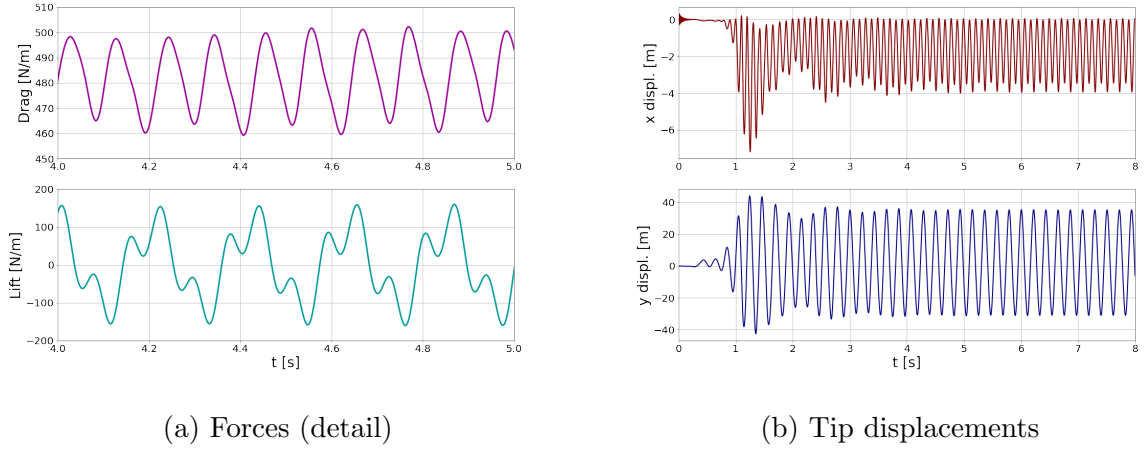 510
500
490
480
470
460
450
Drag [N/m]
4.0 4.2 4.4 4.6 4.8 5.0
200
100
0
−100
−200
Lift [N/m]
4.0 4.2 4.4 4.6 4.8 5.0
t [s]
(a) Forces (detail)
0
−2
−4
−6
x displ. [m]
0 1 2 3 4 5 6 7 8
40
20
0
−20
−40
y displ. [m]
0 1 2 3 4 5 6 7 8
t [s]
(b) Tip displacements